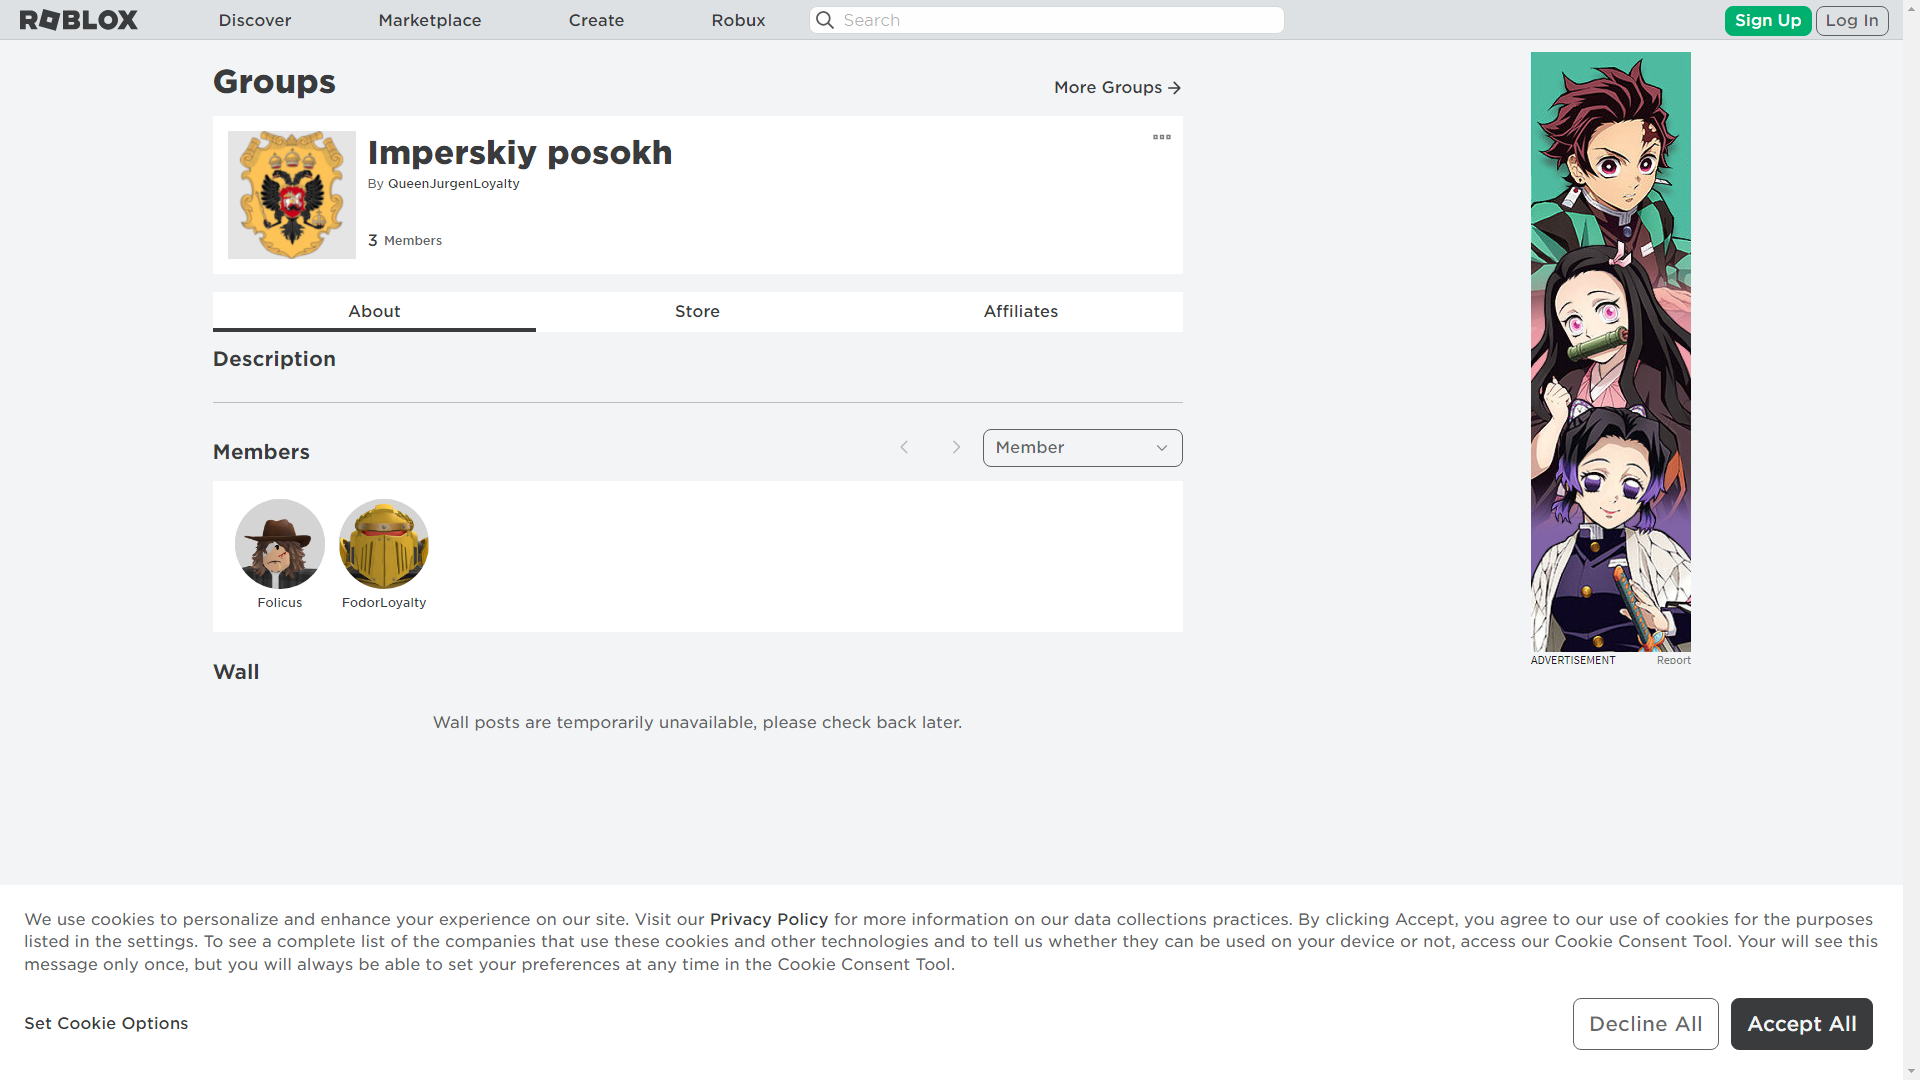 ROBLOX
Discover
Marketplace
Create
Robux
Search
Sign Up
Log In
Groups
More Groups
Imperskiy posokh
By QueenJurgenLoyalty
3 Members
About
Store
Affiliates
Description
Members
Member
Folicus
FodorLoyalty
Wall
Wall posts are temporarily unavailable, please check back later.
ADVERTISEMENT
Report
We use cookies to personalize and enhance your experience on our site. Visit our Privacy Policy for more information on our data collections practices. By clicking Accept, you agree to our use of cookies for the purposes
listed in the settings. To see a complete list of the companies that use these cookies and other technologies and to tell us whether they can be used on your device or not, access our Cookie Consent Tool. Your will see this
message only once, but you will always be able to set your preferences at any time in the Cookie Consent Tool.
Set Cookie Options
Decline All
Accept All